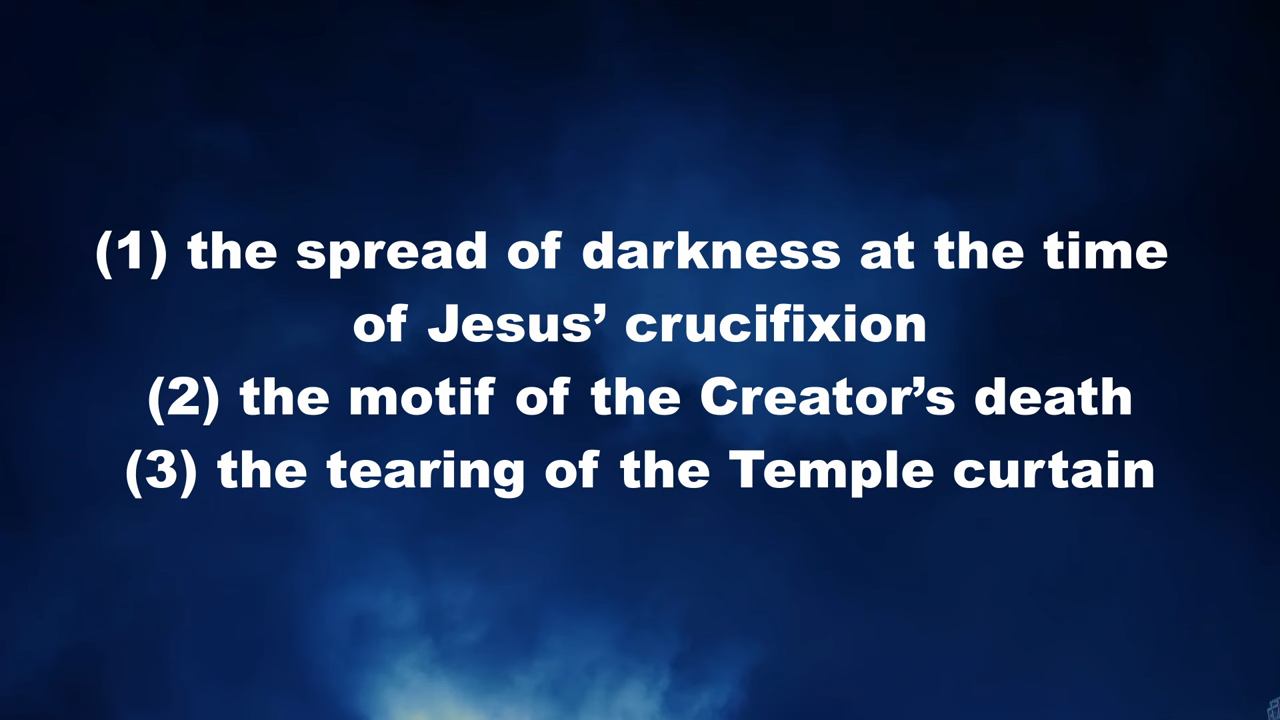 (1) the spread of darkness at the time
of Jesus’ crucifixion
(2) the motif of the Creator’s death
(3) the tearing of the Temple curtain